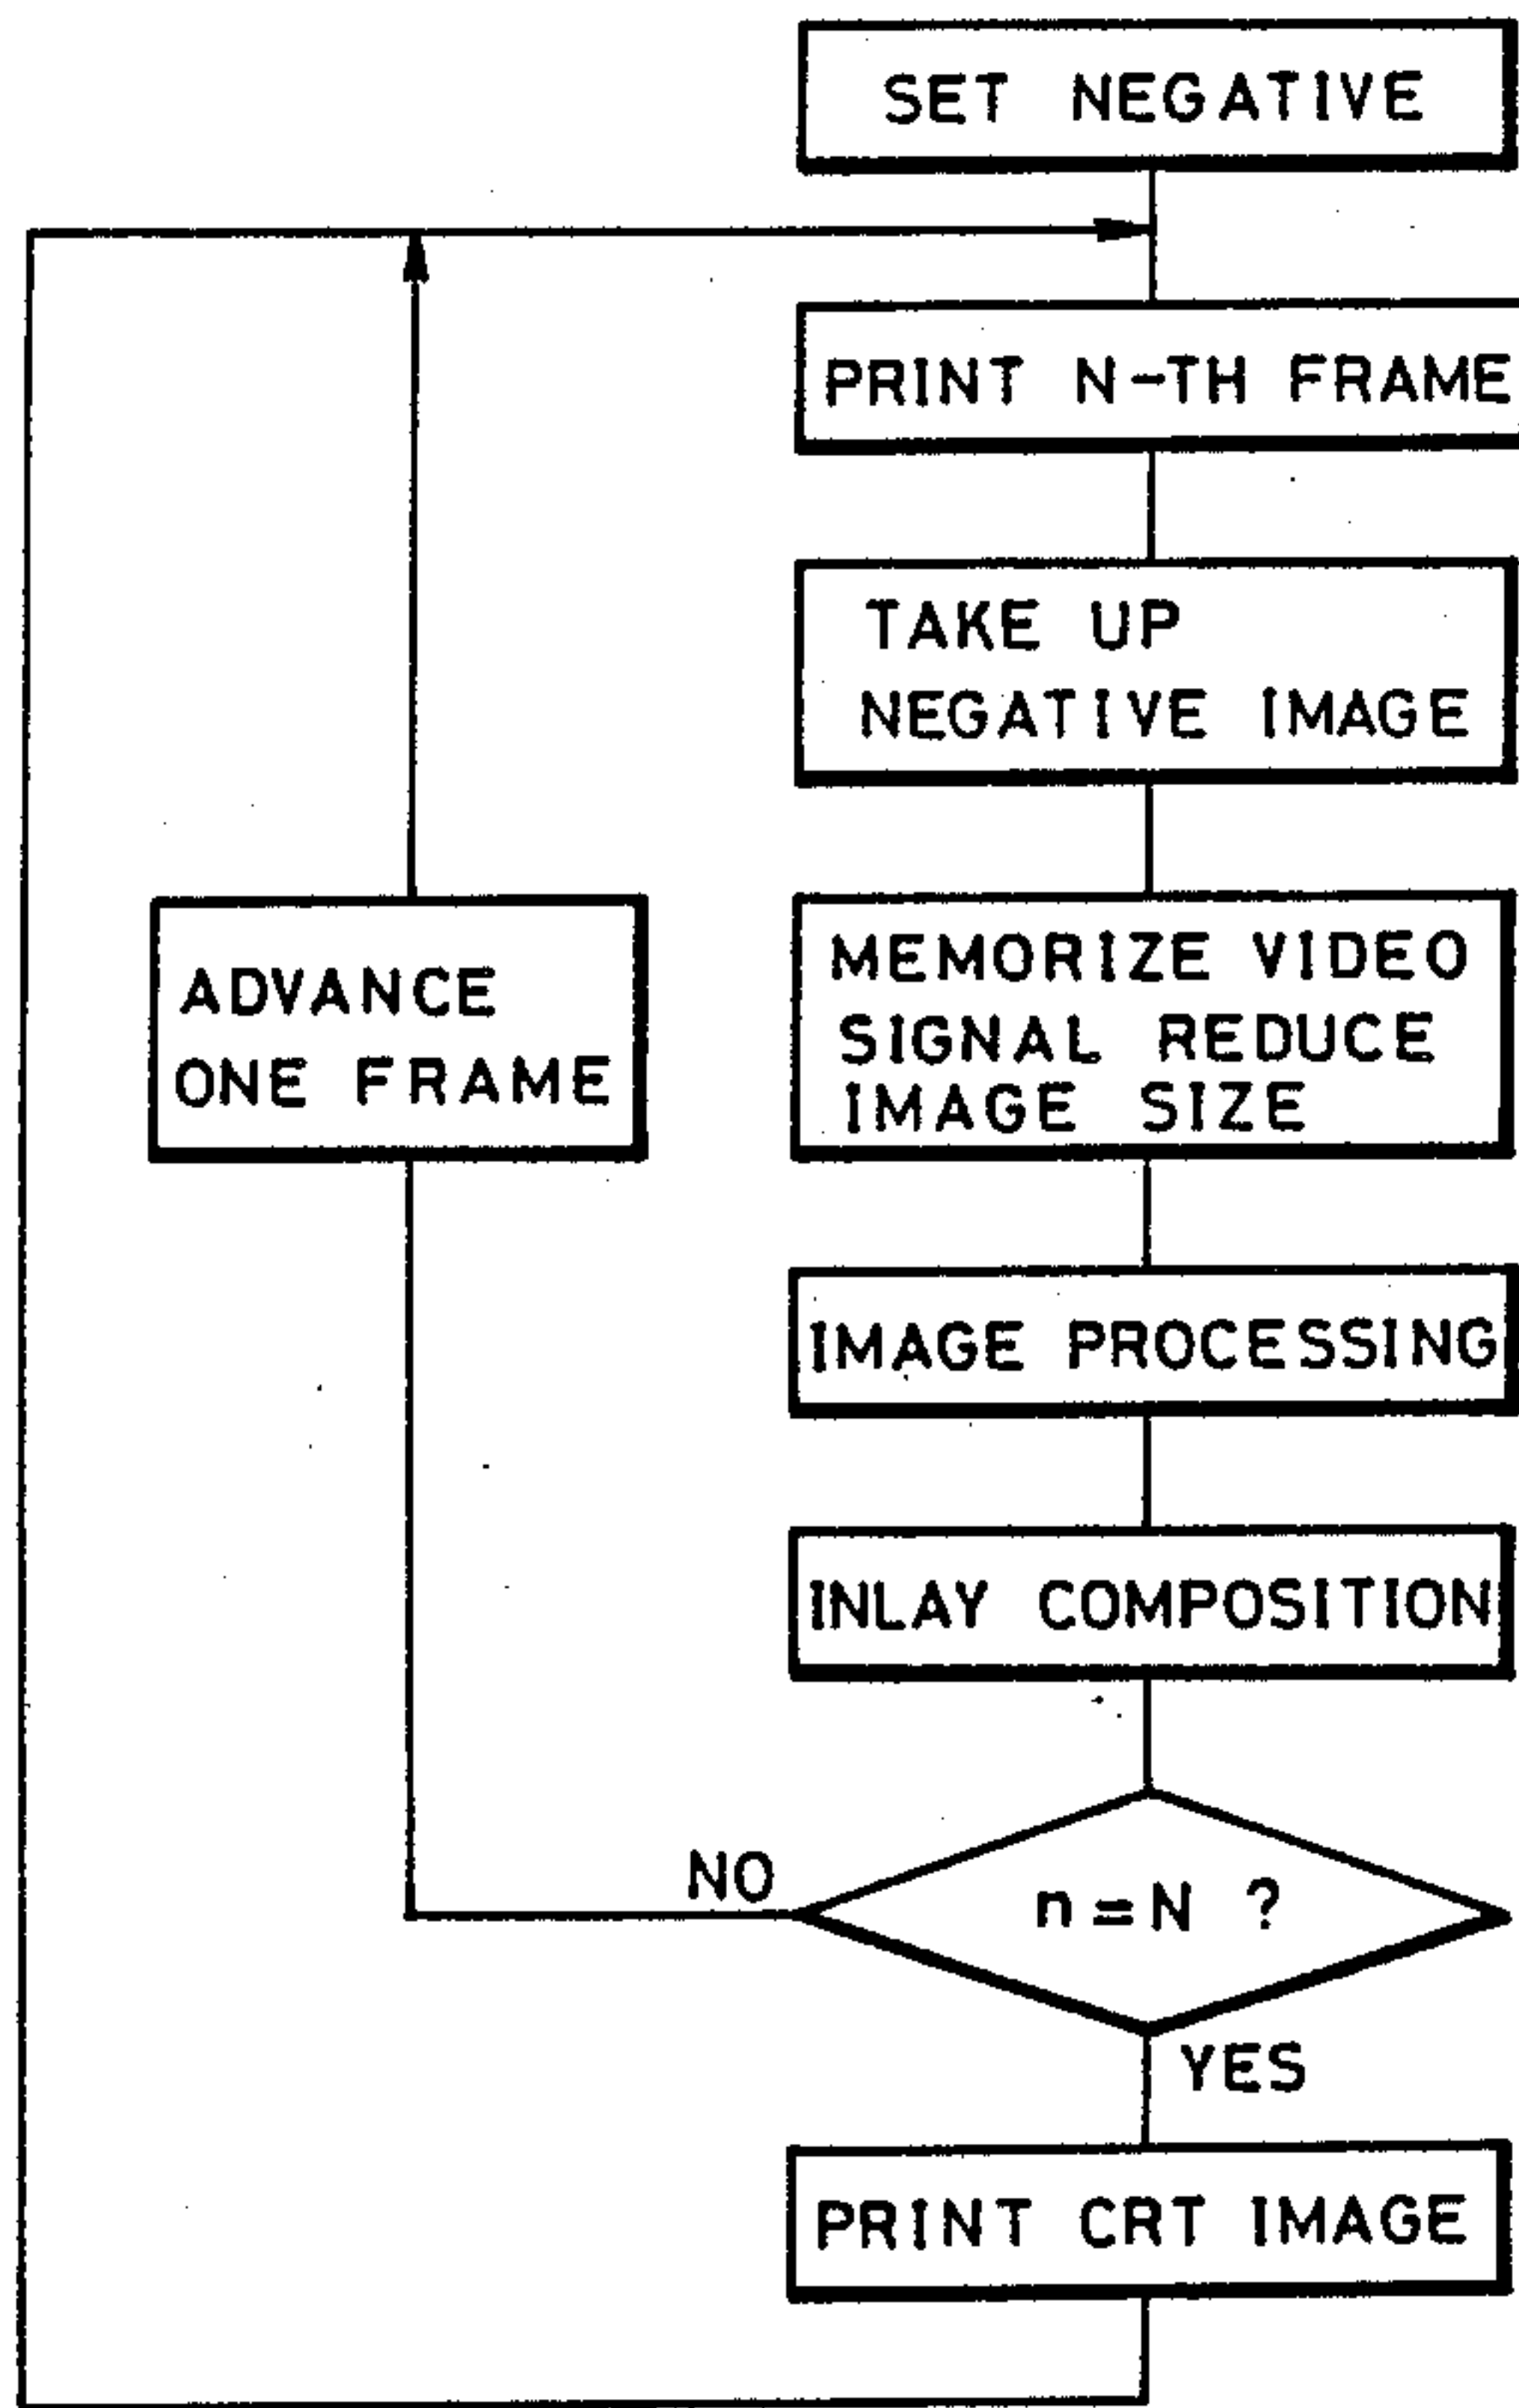 SET NEGATIVE
PRINT N-TH FRAME
TAKE UP
NEGATIVE IMAGE
MEMORIZE VIDEO
SIGNAL REDUCE
IMAGE SIZE
ADVANCE
ONE FRAME
IMAGE PROCESSING
INLAY COMPOSITION
NO
n=N ?
YES
PRINT CRT IMAGE